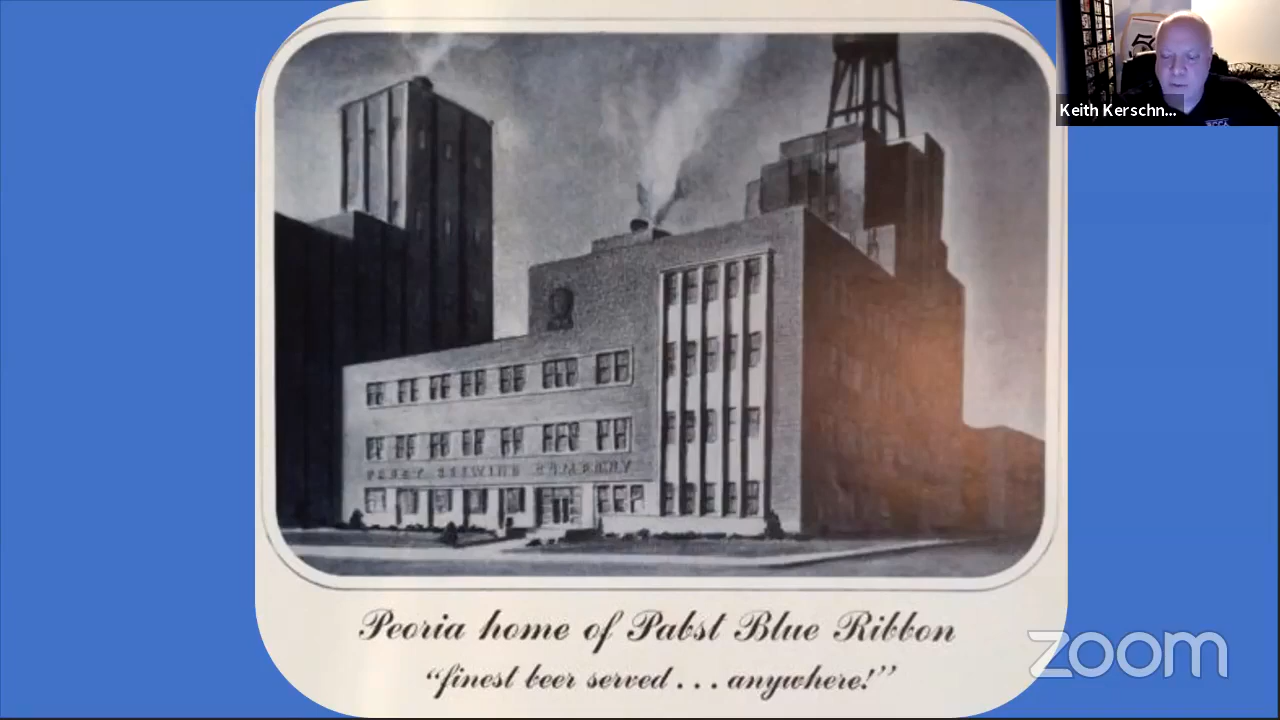 Keith Kerschn...
PABST BREWING COMPANY
Peoria home of Pabst Blue Ribbon
“finest beer served . . . anywhere!”
zoom